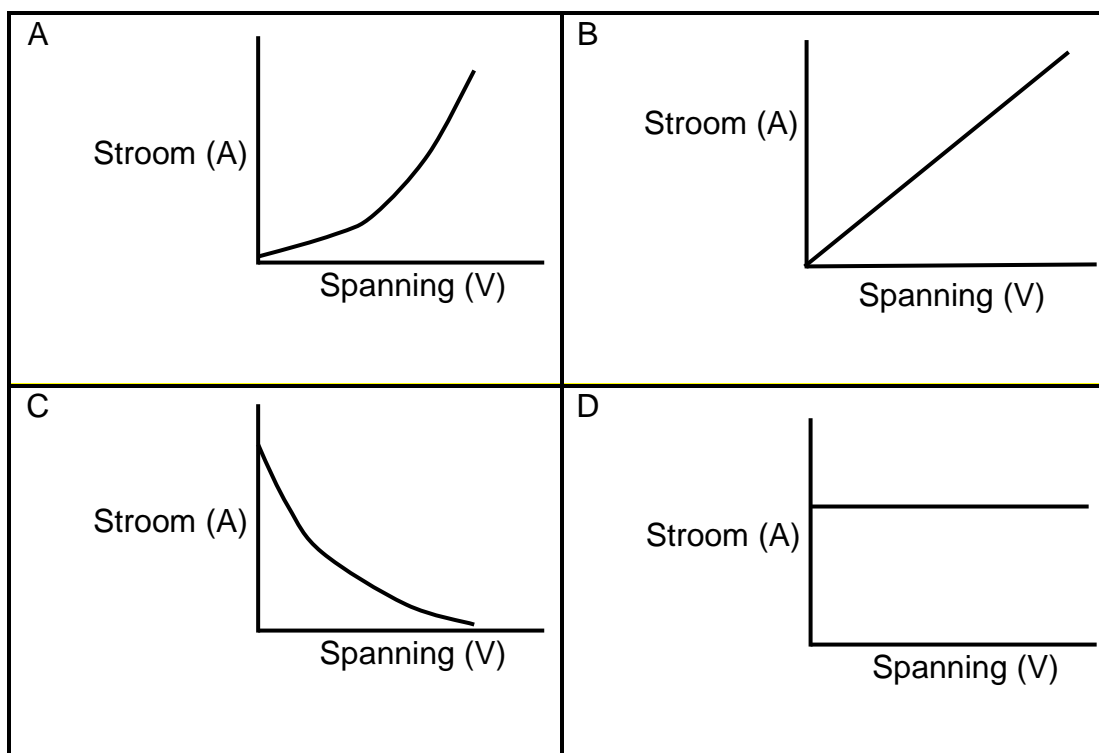 A
Stroom (A)
Spanning (V)
B
Stroom (A)
Spanning (V)
C
Stroom (A)
Spanning (V)
D
Stroom (A)
Spanning (V)